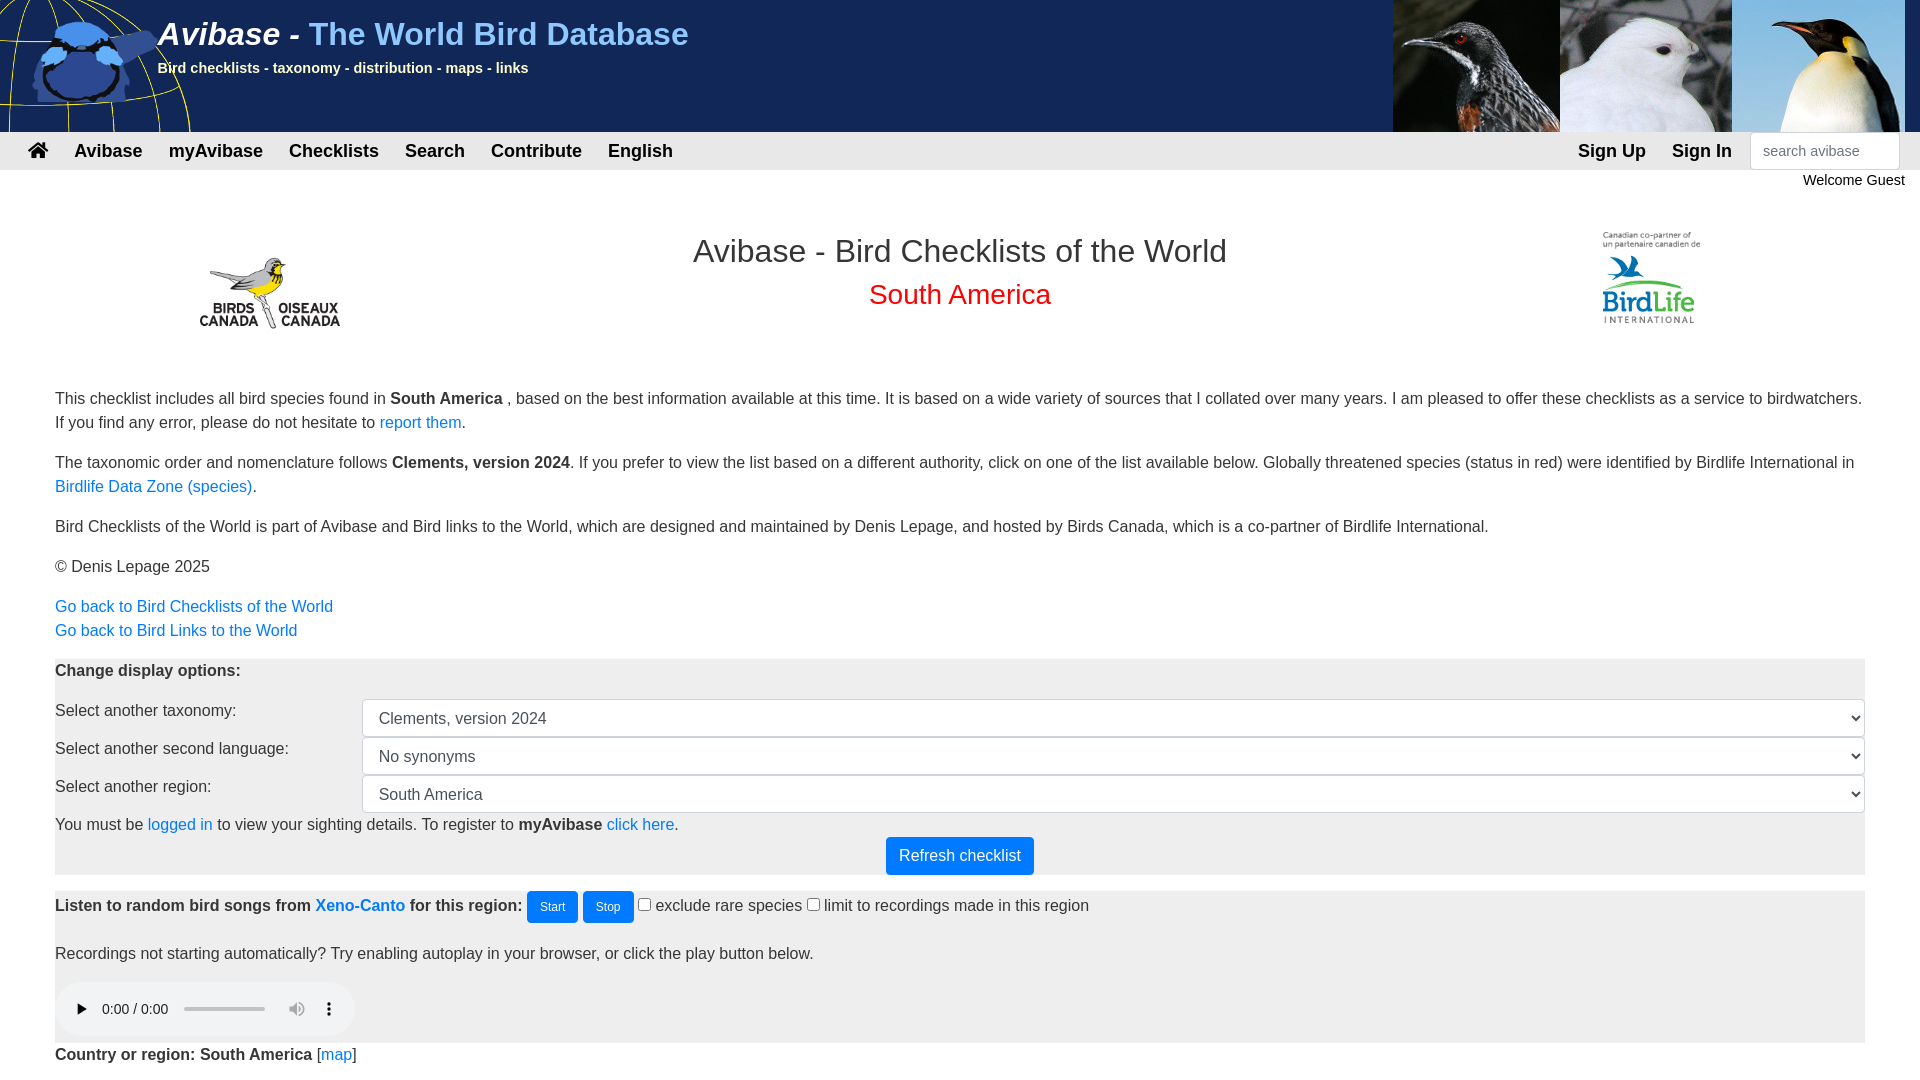 Avibase - The World Bird Database
Bird checklists - taxonomy - distribution - maps - links
Avibase myAvibase Checklists Search Contribute English Sign Up Sign In search avibase
Welcome Guest
BIRDS CANADA OISEAUX CANADA
Avibase - Bird Checklists of the World
South America
Canadian co-partner of
un partenaire canadien de
BirdLife
INTERNATIONAL
This checklist includes all bird species found in South America , based on the best information available at this time. It is based on a wide variety of sources that I collated over many years. I am pleased to offer these checklists as a service to birdwatchers.
If you find any error, please do not hesitate to report them.
The taxonomic order and nomenclature follows Clements, version 2024. If you prefer to view the list based on a different authority, click on one of the list available below. Globally threatened species (status in red) were identified by Birdlife International in
Birdlife Data Zone (species).
Bird Checklists of the World is part of Avibase and Bird links to the World, which are designed and maintained by Denis Lepage, and hosted by Birds Canada, which is a co-partner of Birdlife International.
© Denis Lepage 2025
Go back to Bird Checklists of the World
Go back to Bird Links to the World
Change display options:
Select another taxonomy: Clements, version 2024
Select another second language: No synonyms
Select another region: South America
You must be logged in to view your sighting details. To register to myAvibase click here.
Refresh checklist
Listen to random bird songs from Xeno-Canto for this region: Start Stop exclude rare species limit to recordings made in this region
Recordings not starting automatically? Try enabling autoplay in your browser, or click the play button below.
0:00 / 0:00
Country or region: South America [map]